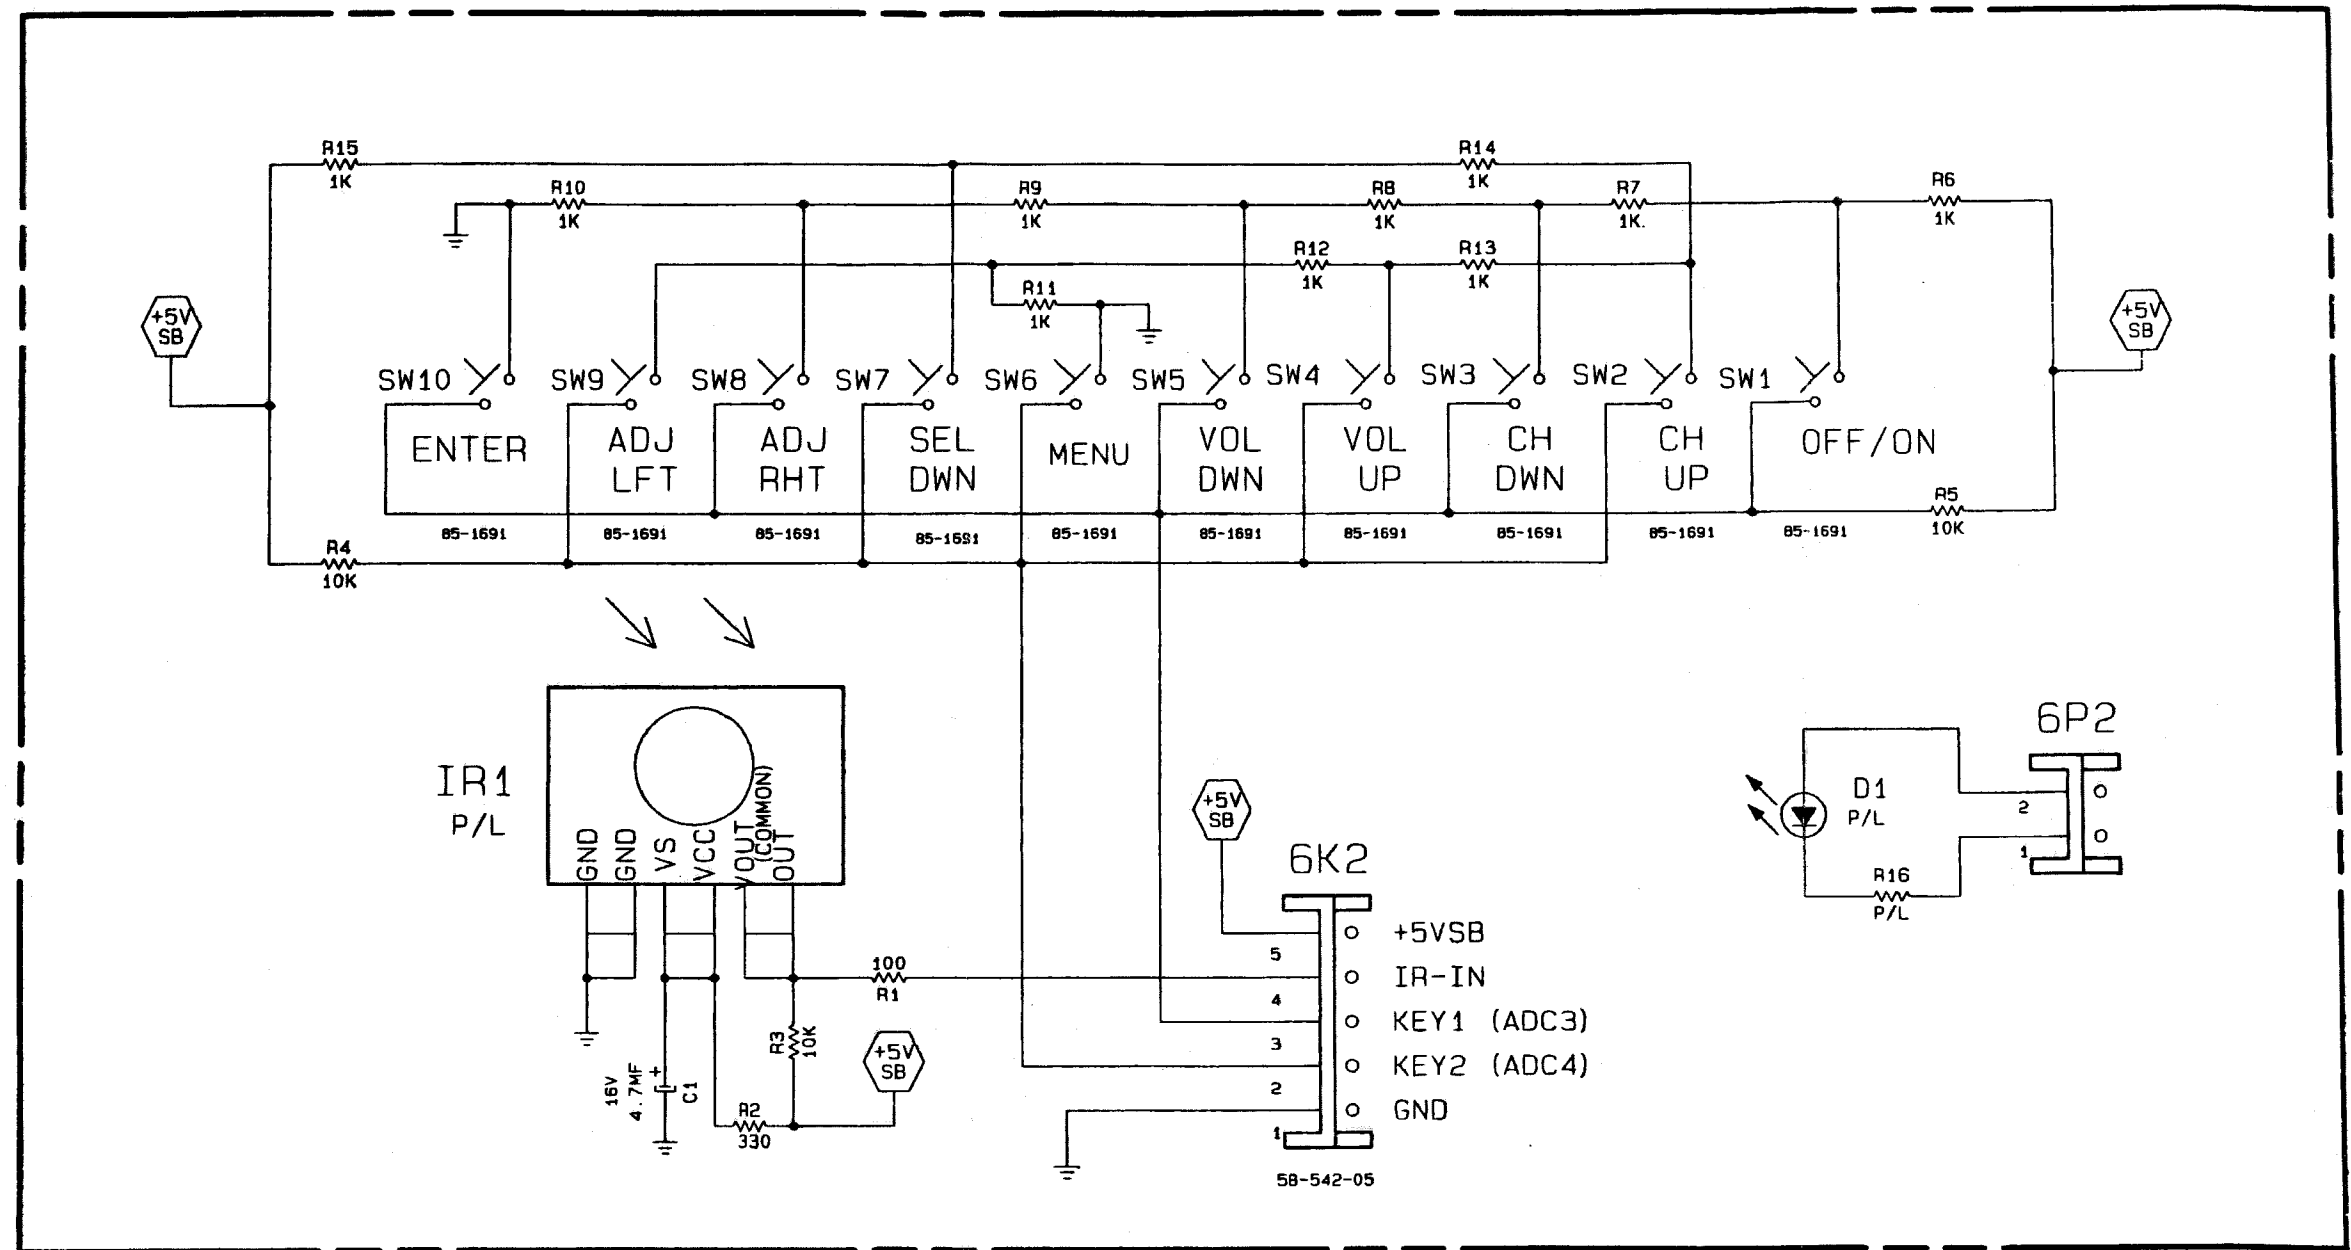 R15
1K
R14
1K
R10
1K
R9
1K
R8
1K
R7
1K.
R6
1K
R12
1K
R13
1K
R11
1K
+5V
SB
+5V
SB
SW10
SW9
SW8
SW7
SW6
SW5
SW4
SW3
SW2
SW1
ENTER
ADJ
LFT
ADJ
RHT
SEL
DWN
MENU
VOL
DWN
VOL
UP
CH
DWN
CH
UP
OFF/ON
R5
10K
85-1691
85-1691
85-1691
85-1691
85-1691
85-1691
85-1691
85-1691
85-1691
85-1691
R4
10K
IR1
P/L
GND
GND
VS
VCC
VOUT
(COMMON)
OUT
100
R1
R3
10K
+5V
SB
16V
4.7MF
+
C1
R2
330
+5V
SB
6K2
5
+5VSB
4
IR-IN
3
KEY1 (ADC3)
2
KEY2 (ADC4)
1
GND
58-542-05
6P2
D1
P/L
2
1
R16
P/L